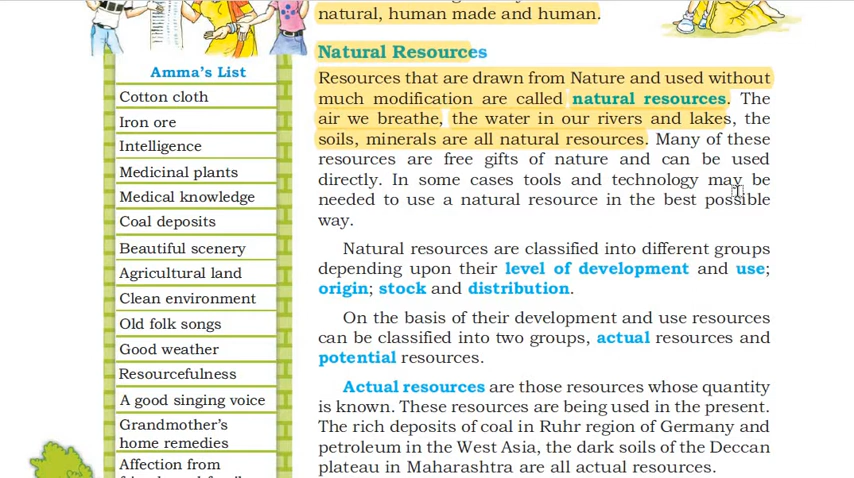 natural, human made and human.
Natural Resources
Resources that are drawn from Nature and used without
much modification are called natural resources. The
air we breathe, the water in our rivers and lakes, the
soils, minerals are all natural resources. Many of these
resources are free gifts of nature and can be used
directly. In some cases tools and technology may be
needed to use a natural resource in the best possible
way.
Natural resources are classified into different groups
depending upon their level of development and use;
origin; stock and distribution.
On the basis of their development and use resources
can be classified into two groups, actual resources and
potential resources.
Actual resources are those resources whose quantity
is known. These resources are being used in the present.
The rich deposits of coal in Ruhr region of Germany and
petroleum in the West Asia, the dark soils of the Deccan
plateau in Maharashtra are all actual resources.
Amma's List
Cotton cloth
Iron ore
Intelligence
Medicinal plants
Medical knowledge
Coal deposits
Beautiful scenery
Agricultural land
Clean environment
Old folk songs
Good weather
Resourcefulness
A good singing voice
Grandmother's
home remedies
Affection from